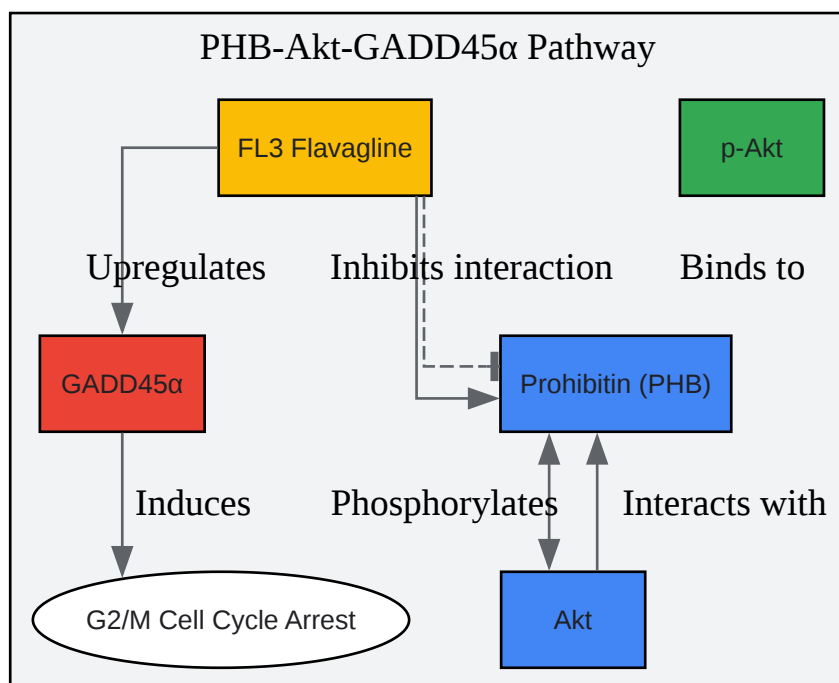 PHB-Akt-GADD45α Pathway
FL3 Flavagline
p-Akt
Upregulates
Inhibits interaction
Binds to
GADD45α
Prohibitin (PHB)
Induces
Phosphorylates
Interacts with
G2/M Cell Cycle Arrest
Akt